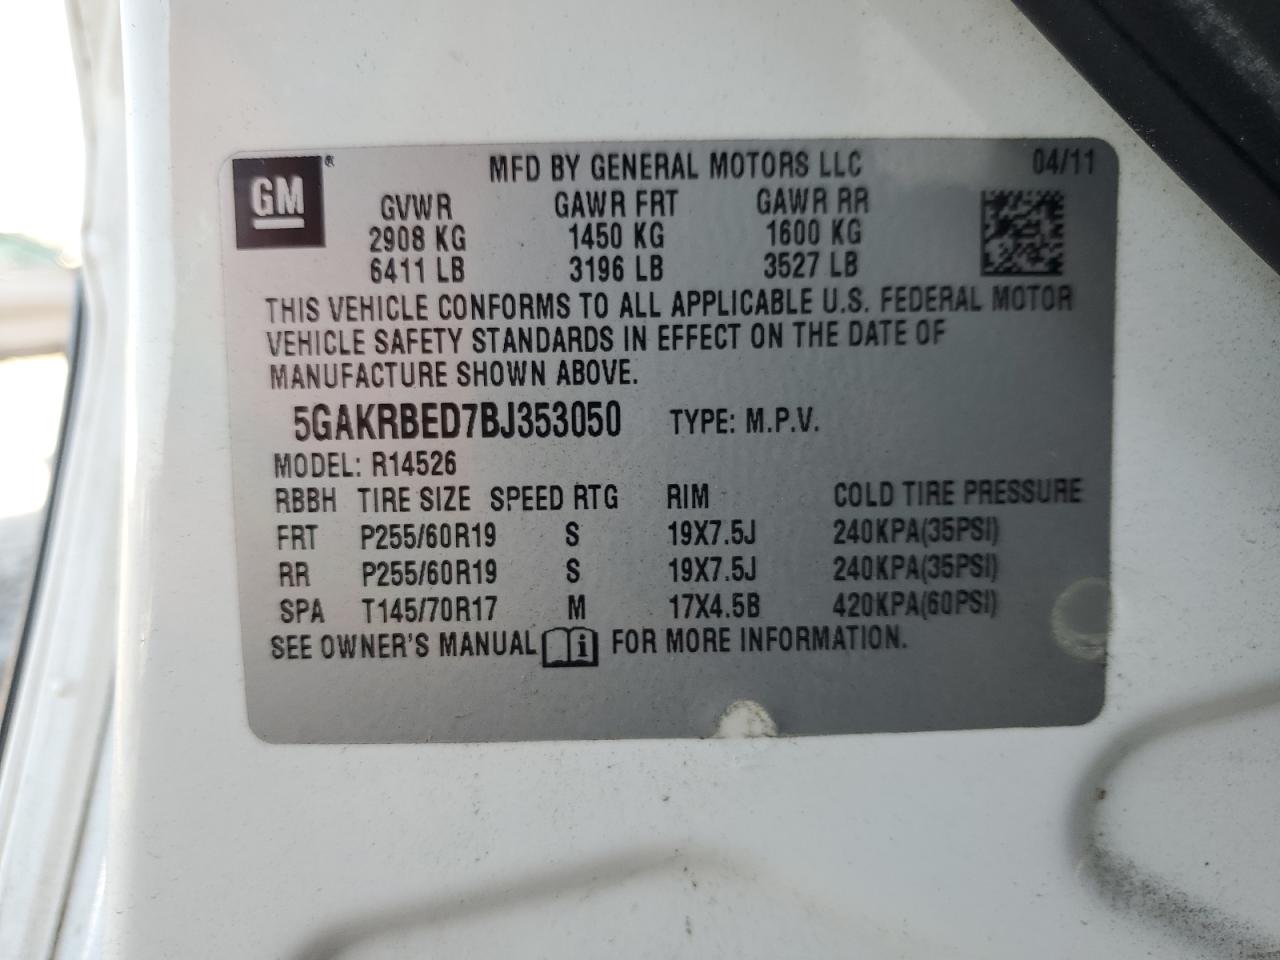 GM ® MFD BY GENERAL MOTORS LLC 04/11
GVWR GAWR FRT GAWR RR
2908 KG 1450 KG 1600 KG
6411 LB 3196 LB 3527 LB
THIS VEHICLE CONFORMS TO ALL APPLICABLE U.S. FEDERAL MOTOR
VEHICLE SAFETY STANDARDS IN EFFECT ON THE DATE OF
MANUFACTURE SHOWN ABOVE.
5GAKRBED7BJ353050 TYPE: M.P.V.
MODEL: R14526
RBBH TIRE SIZE SPEED RTG RIM COLD TIRE PRESSURE
FRT P255/60R19 S 19X7.5J 240KPA(35PSI)
RR P255/60R19 S 19X7.5J 240KPA(35PSI)
SPA T145/70R17 M 17X4.5B 420KPA(60PSI)
SEE OWNER'S MANUAL i FOR MORE INFORMATION.